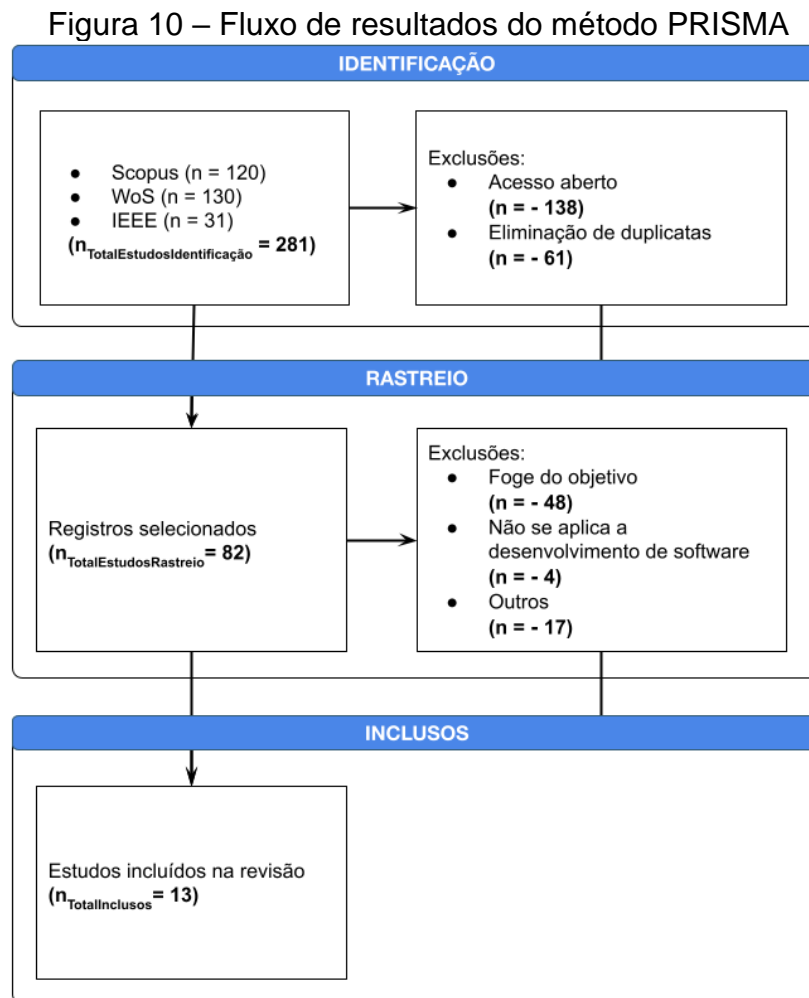 Figura 10 – Fluxo de resultados do método PRISMA
IDENTIFICAÇÃO
● Scopus (n = 120)
● WoS (n = 130)
● IEEE (n = 31)
(nTotalEstudosIdentificação = 281)
Exclusões:
● Acesso aberto
(n = - 138)
● Eliminação de duplicatas
(n = - 61)
RASTREIO
Registros selecionados
(nTotalEstudosRastreio= 82)
Exclusões:
● Foge do objetivo
(n = - 48)
● Não se aplica a
desenvolvimento de software
(n = - 4)
● Outros
(n = - 17)
INCLUSOS
Estudos incluídos na revisão
(nTotalInclusos= 13)